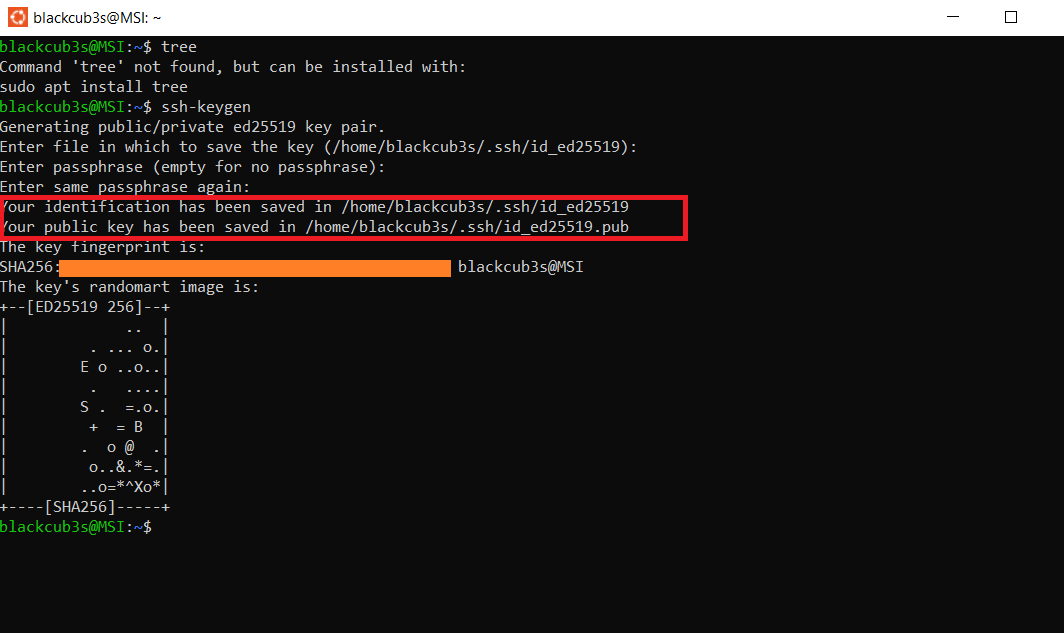 blackcub3s@MSI: ~
blackcub3s@MSI:~$ tree
Command 'tree' not found, but can be installed with:
sudo apt install tree
blackcub3s@MSI:~$ ssh-keygen
Generating public/private ed25519 key pair.
Enter file in which to save the key (/home/blackcub3s/.ssh/id_ed25519):
Enter passphrase (empty for no passphrase):
Enter same passphrase again:
Your identification has been saved in /home/blackcub3s/.ssh/id_ed25519
Your public key has been saved in /home/blackcub3s/.ssh/id_ed25519.pub
The key fingerprint is:
SHA256: blackcub3s@MSI
The key's randomart image is:
+--[ED25519 256]--+
|             ..  |
|         . ... o.|
|        E o ..o..|
|         .   ....|
|        S .  =.o.|
|         +  = B  |
|        .  o @  .|
|         o..&.*=.|
|        ..o=*^Xo*|
+----[SHA256]-----+
blackcub3s@MSI:~$